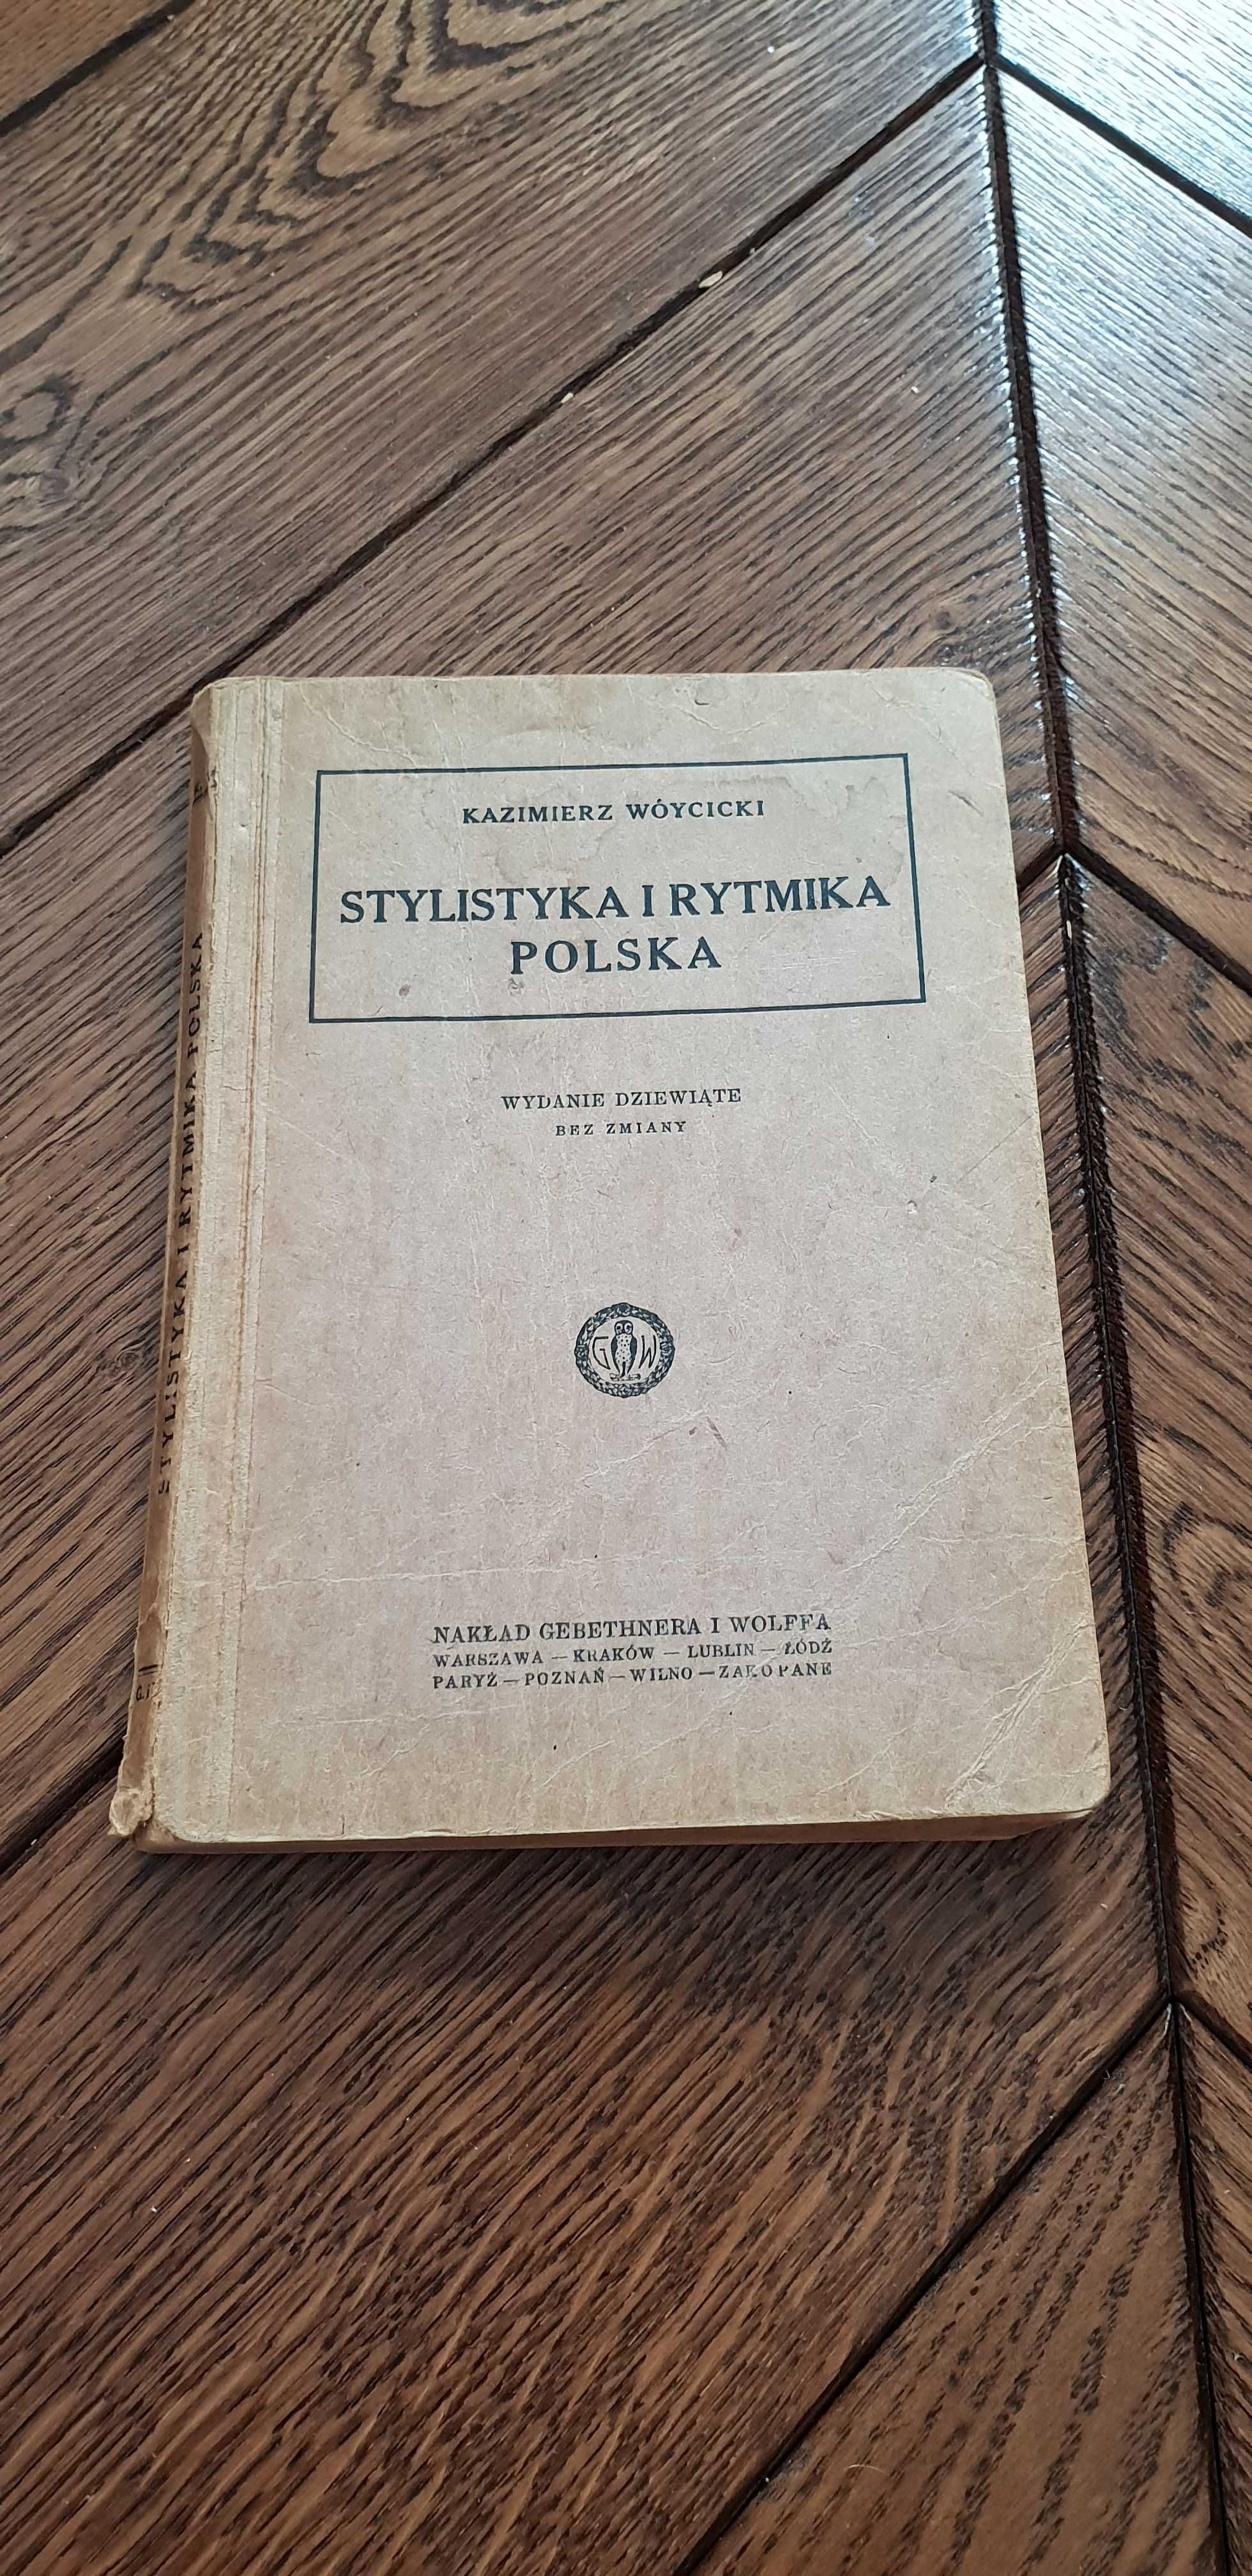 KAZIMIERZ WÓYCICKI
STYLISTYKA I RYTMIKA
POLSKA
WYDANIE DZIEWIĄTE
BEZ ZMIANY
G W
NAKŁAD GEBETHNERA I WOLFFA
WARSZAWA — KRAKÓW — LUBLIN — ŁÓDŹ
PARYŻ — POZNAŃ — WILNO — ZAKOPANE
STYLISTYKA I RYTMIKA POLSKA